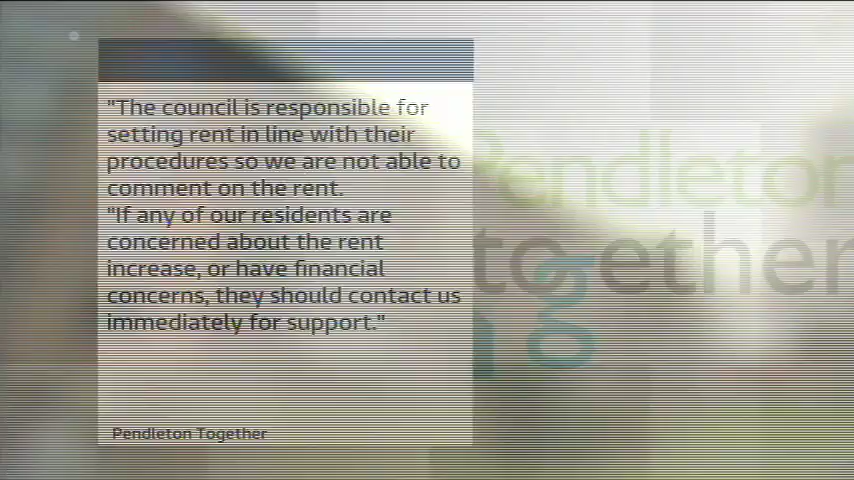 "The council is responsible for
setting rent in line with their
procedures so we are not able to
comment on the rent.
"If any of our residents are
concerned about the rent
increase, or have financial
concerns, they should contact us
immediately for support."
Pendleton Together
Pendleton
together